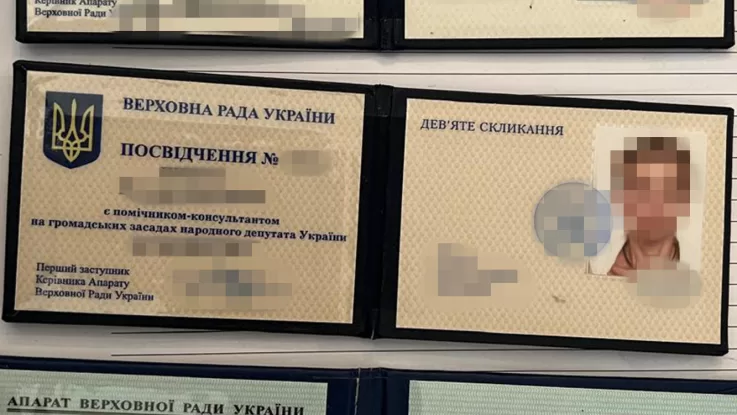 Керівник Апарату
Верховної Ради
ВЕРХОВНА РАДА УКРАЇНИ
ПОСВІДЧЕННЯ №
є помічником-консультантом
на громадських засадах народного депутата України
Перший заступник
Керівника Апарату
Верховної Ради України
ДЕВ'ЯТЕ СКЛИКАННЯ
АПАРАТ ВЕРХОВНОЇ РАДИ УКРАЇНИ